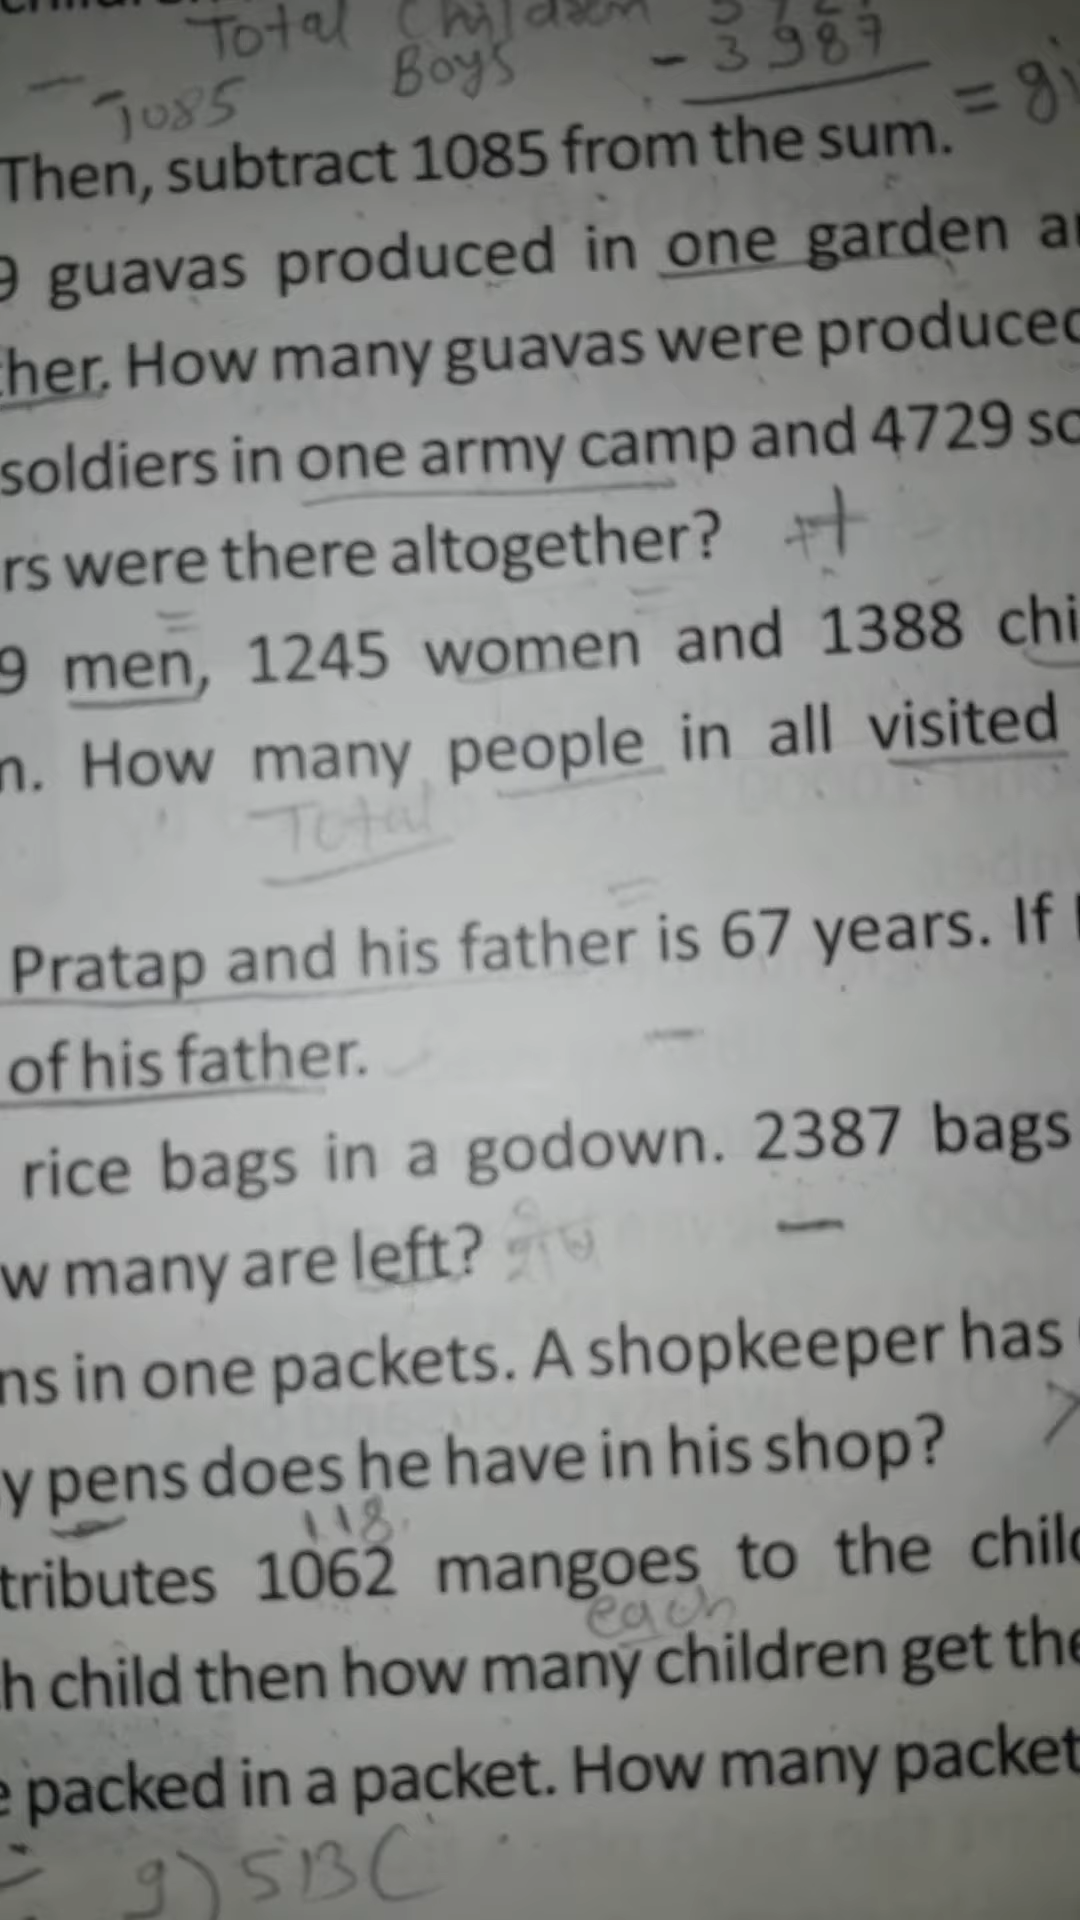 Total Children
Boys
- 3987
1085
= gi
Then, subtract 1085 from the sum.
9 guavas produced in one garden a
ther. How many guavas were produced
soldiers in one army camp and 4729 so
rs were there altogether? +
9 men, 1245 women and 1388 chi
n. How many people in all visited
Total
Pratap and his father is 67 years. If
of his father.
rice bags in a godown. 2387 bags
w many are left?
ns in one packets. A shopkeeper has
y pens does he have in his shop?
118
tributes 1062 mangoes to the child
each
h child then how many children get the
e packed in a packet. How many packet
9) 513 (